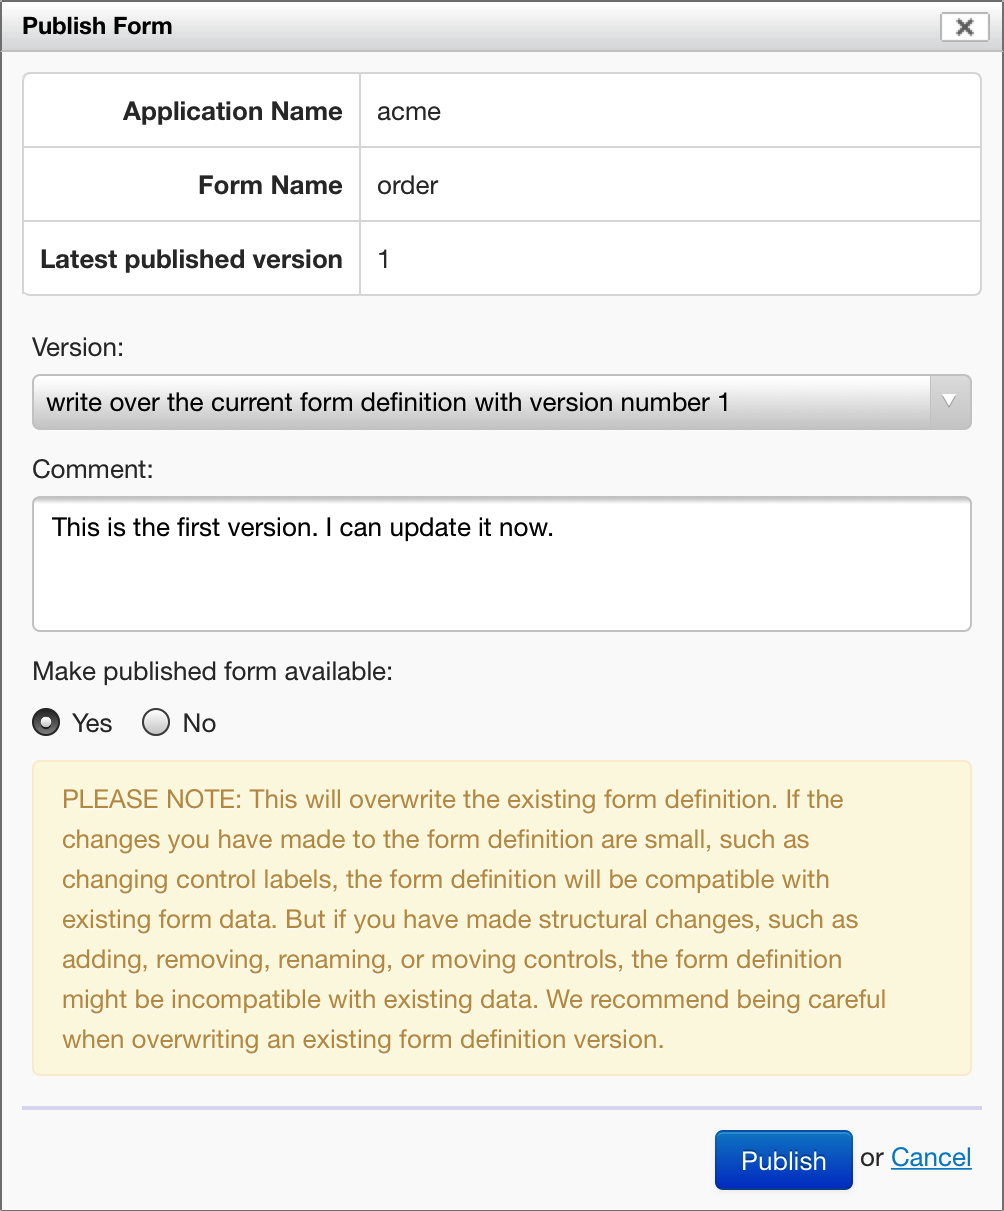 Publish Form
Application Name acme
Form Name order
Latest published version 1
Version:
write over the current form definition with version number 1
Comment:
This is the first version. I can update it now.
Make published form available:
Yes No
PLEASE NOTE: This will overwrite the existing form definition. If the
changes you have made to the form definition are small, such as
changing control labels, the form definition will be compatible with
existing form data. But if you have made structural changes, such as
adding, removing, renaming, or moving controls, the form definition
might be incompatible with existing data. We recommend being careful
when overwriting an existing form definition version.
Publish or Cancel